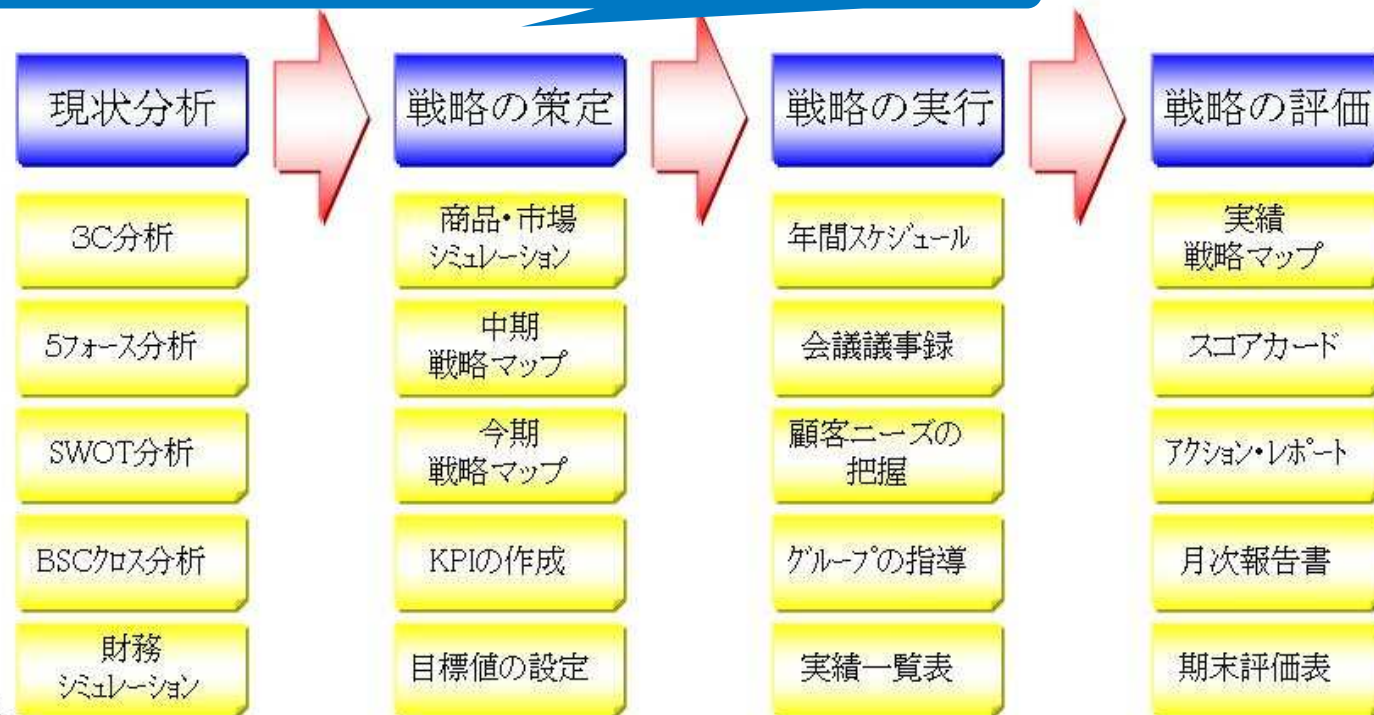 現状分析
戦略の策定
戦略の実行
戦略の評価
3C分析
5フォース分析
SWOT分析
BSCクロス分析
財務
シミュレーション
商品・市場
シミュレーション
中期
戦略マップ
今期
戦略マップ
KPIの作成
目標値の設定
年間スケジュール
会議議事録
顧客ニーズの
把握
グループの指導
実績一覧表
実績
戦略マップ
スコアカード
アクション・レポート
月次報告書
期末評価表